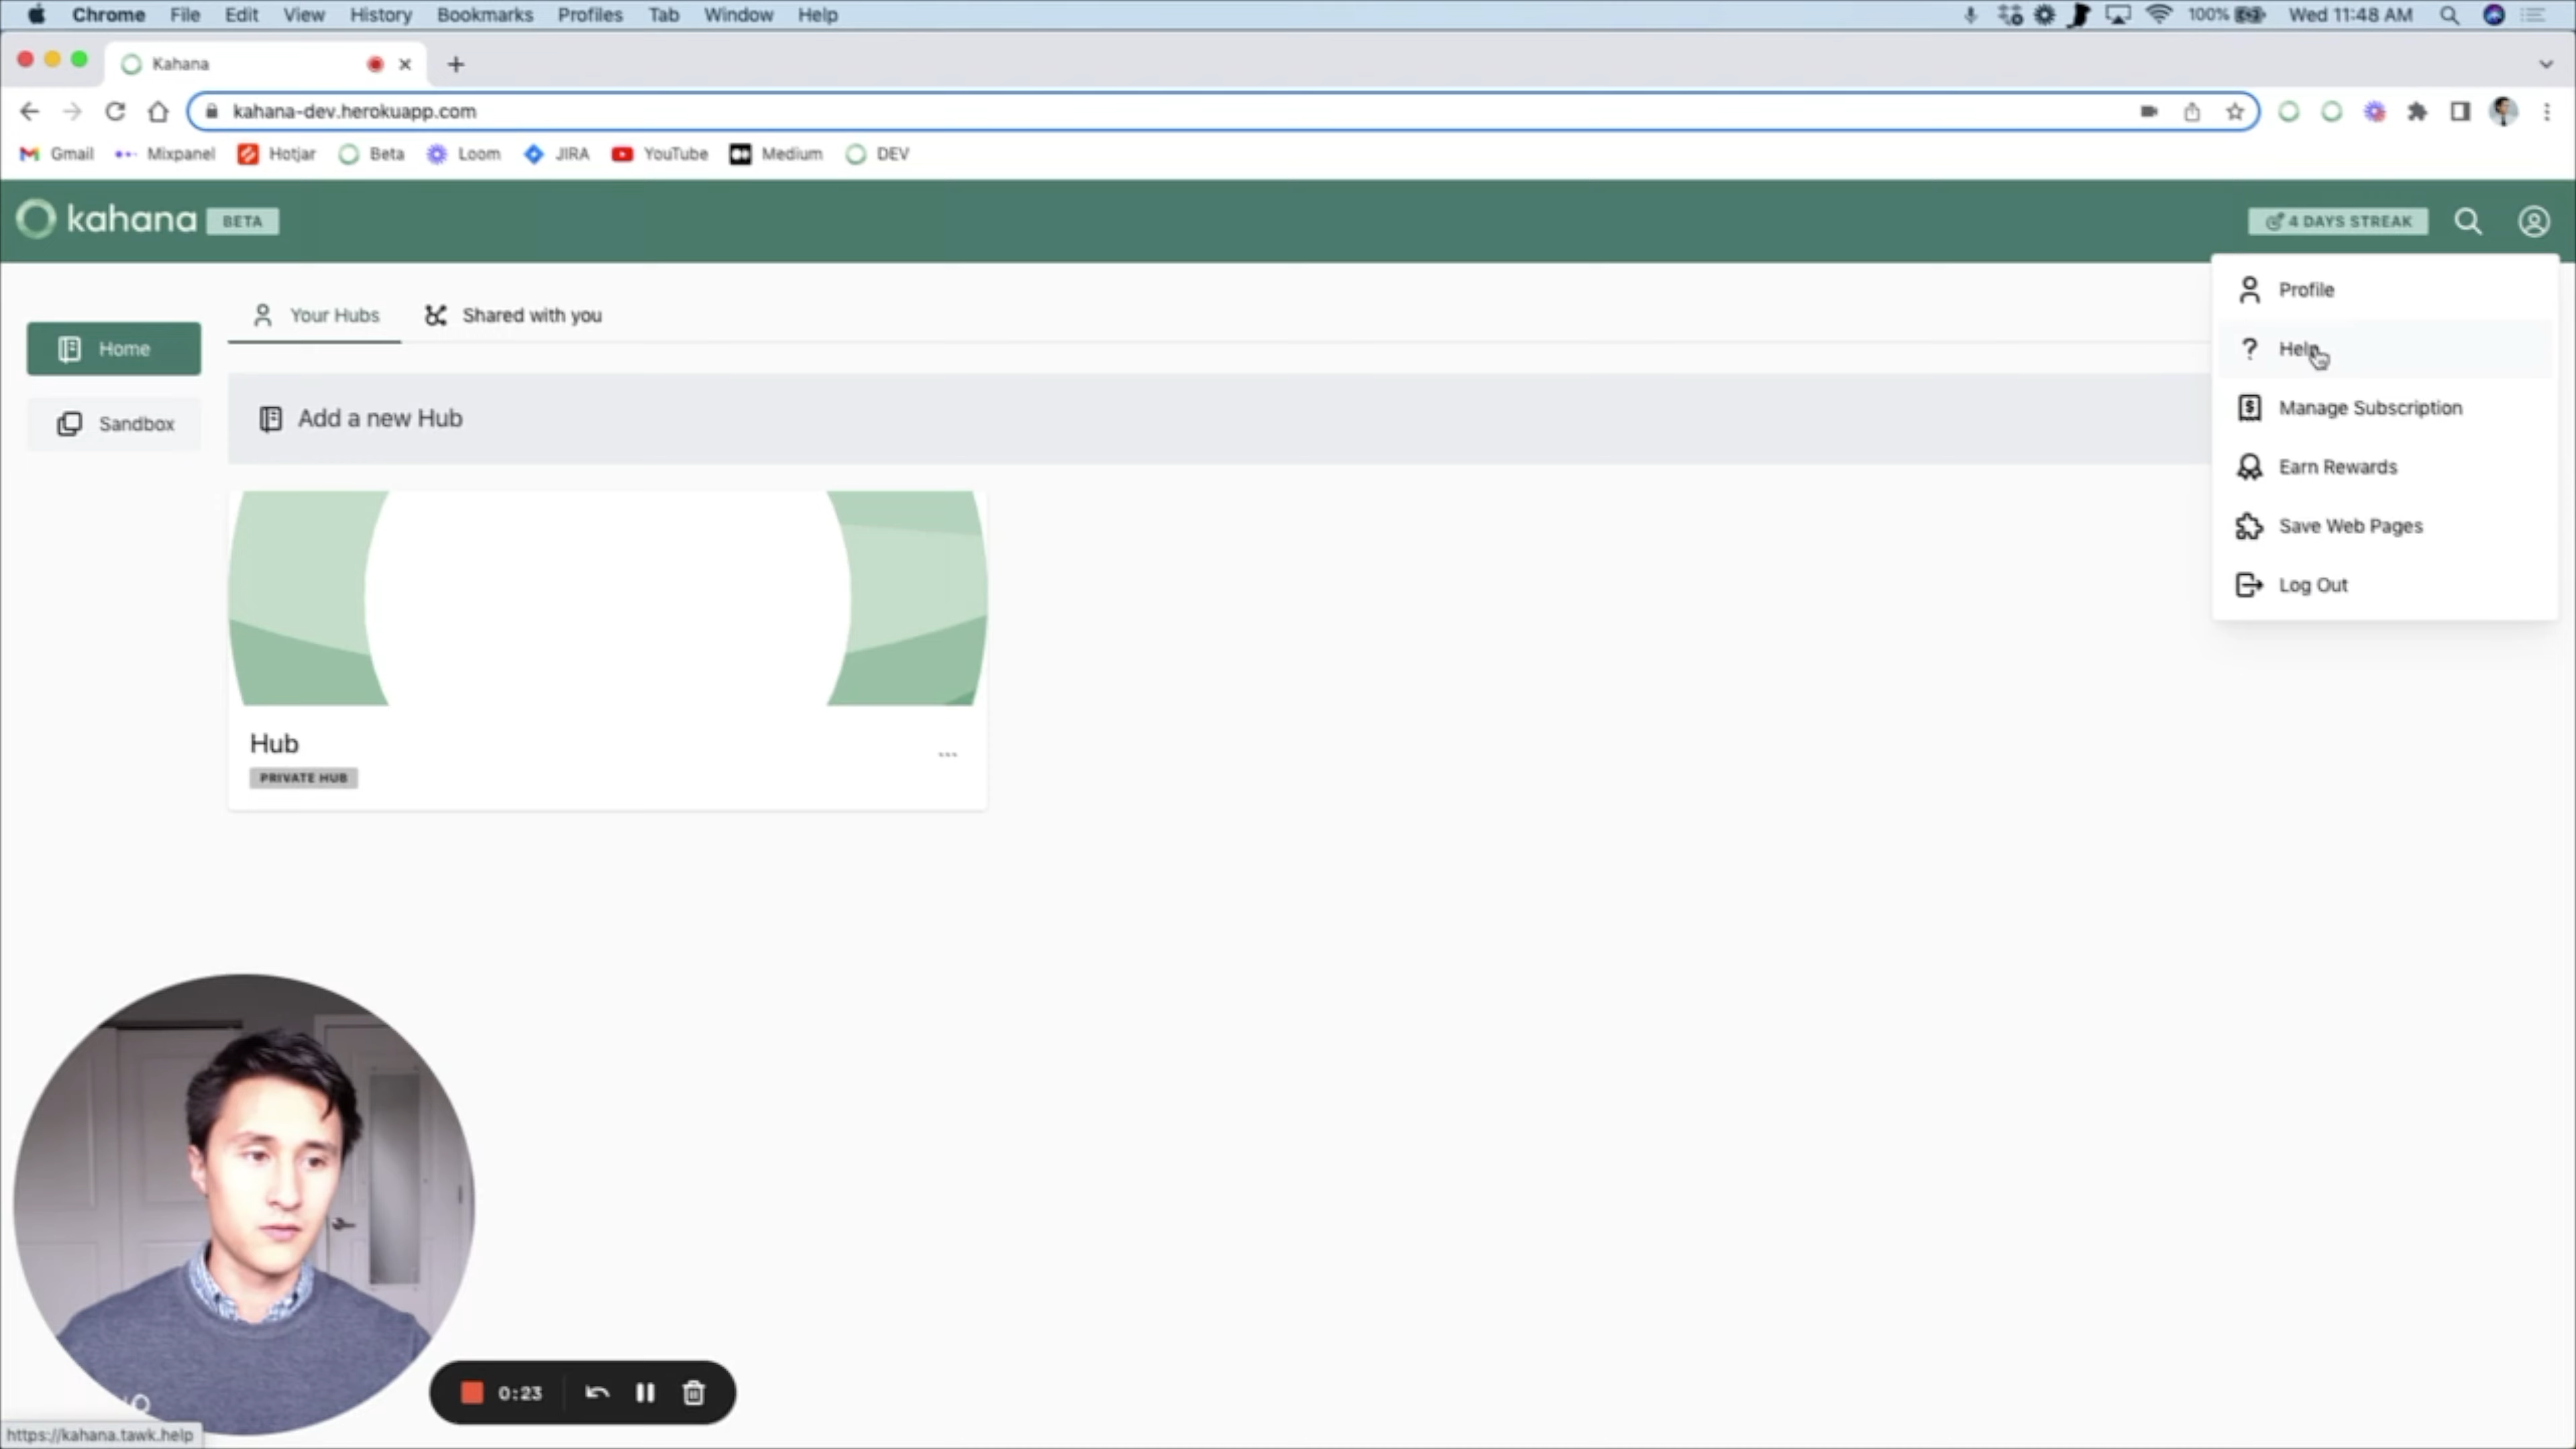 Chrome File Edit View History Bookmarks Profiles Tab Window Help 100% Wed 11:48 AM
Kahana
kahana-dev.herokuapp.com
Gmail Mixpanel Hotjar Beta Loom JIRA YouTube Medium DEV
kahana BETA 4 DAYS STREAK
Profile
Your Hubs Shared with you
Home Help
Manage Subscription
Add a new Hub
Sandbox
Earn Rewards
Save Web Pages
Log Out
Hub
PRIVATE HUB
0:23
https://kahana.tawk.help